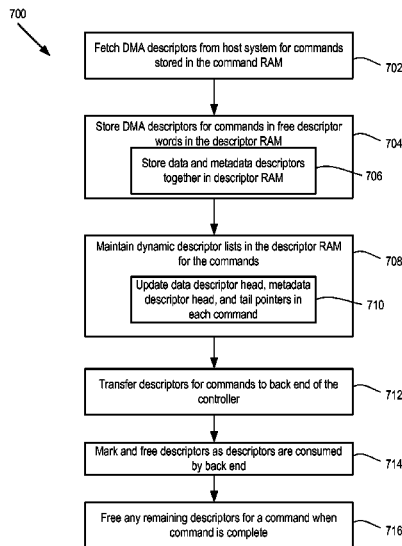 700
Fetch DMA descriptors from host system for commands
stored in the command RAM
702
Store DMA descriptors for commands in free descriptor
words in the descriptor RAM
704
Store data and metadata descriptors
together in descriptor RAM
706
Maintain dynamic descriptor lists in the descriptor RAM
for the commands
708
Update data descriptor head, metadata
descriptor head, and tail pointers in
each command
710
Transfer descriptors for commands to back end of the
controller
712
Mark and free descriptors as descriptors are consumed
by back end
714
Free any remaining descriptors for a command when
command is complete
716